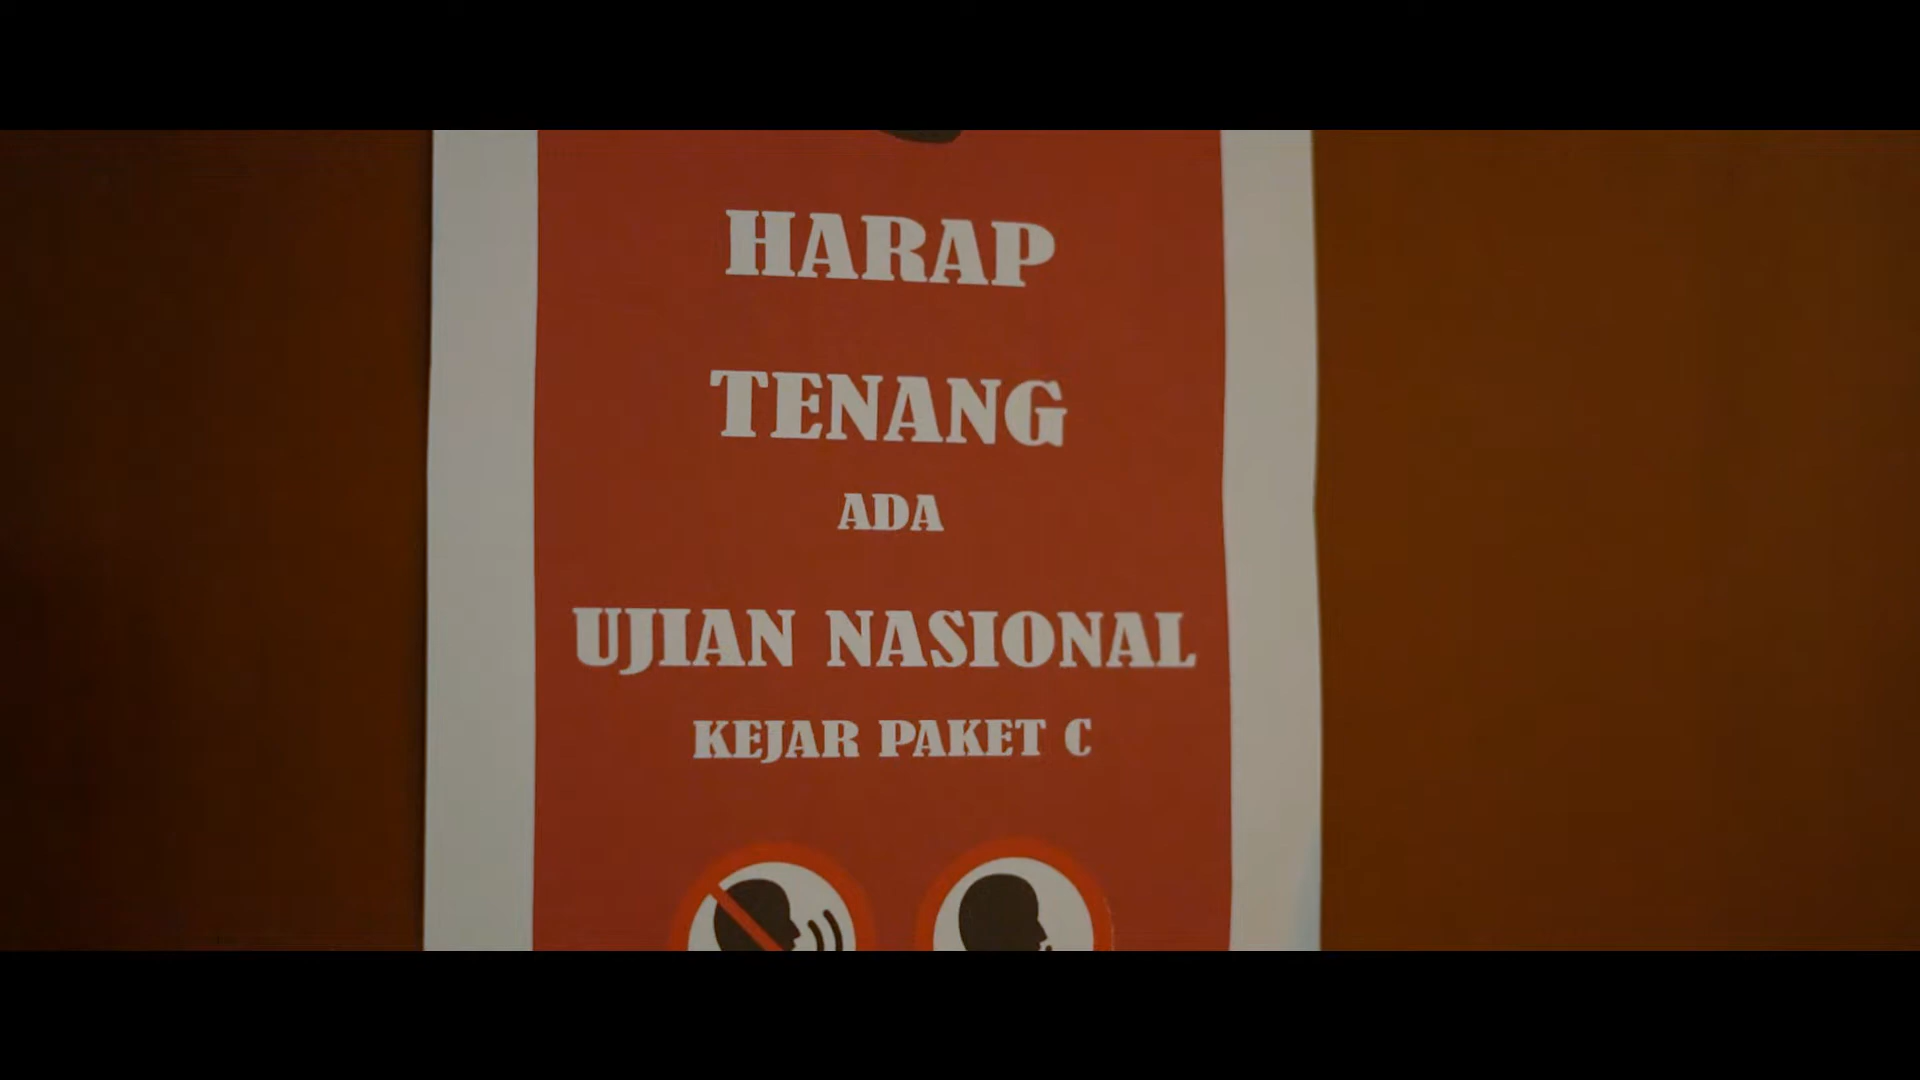 HARAP
TENANG
ADA
UJIAN NASIONAL
KEJAR PAKET C